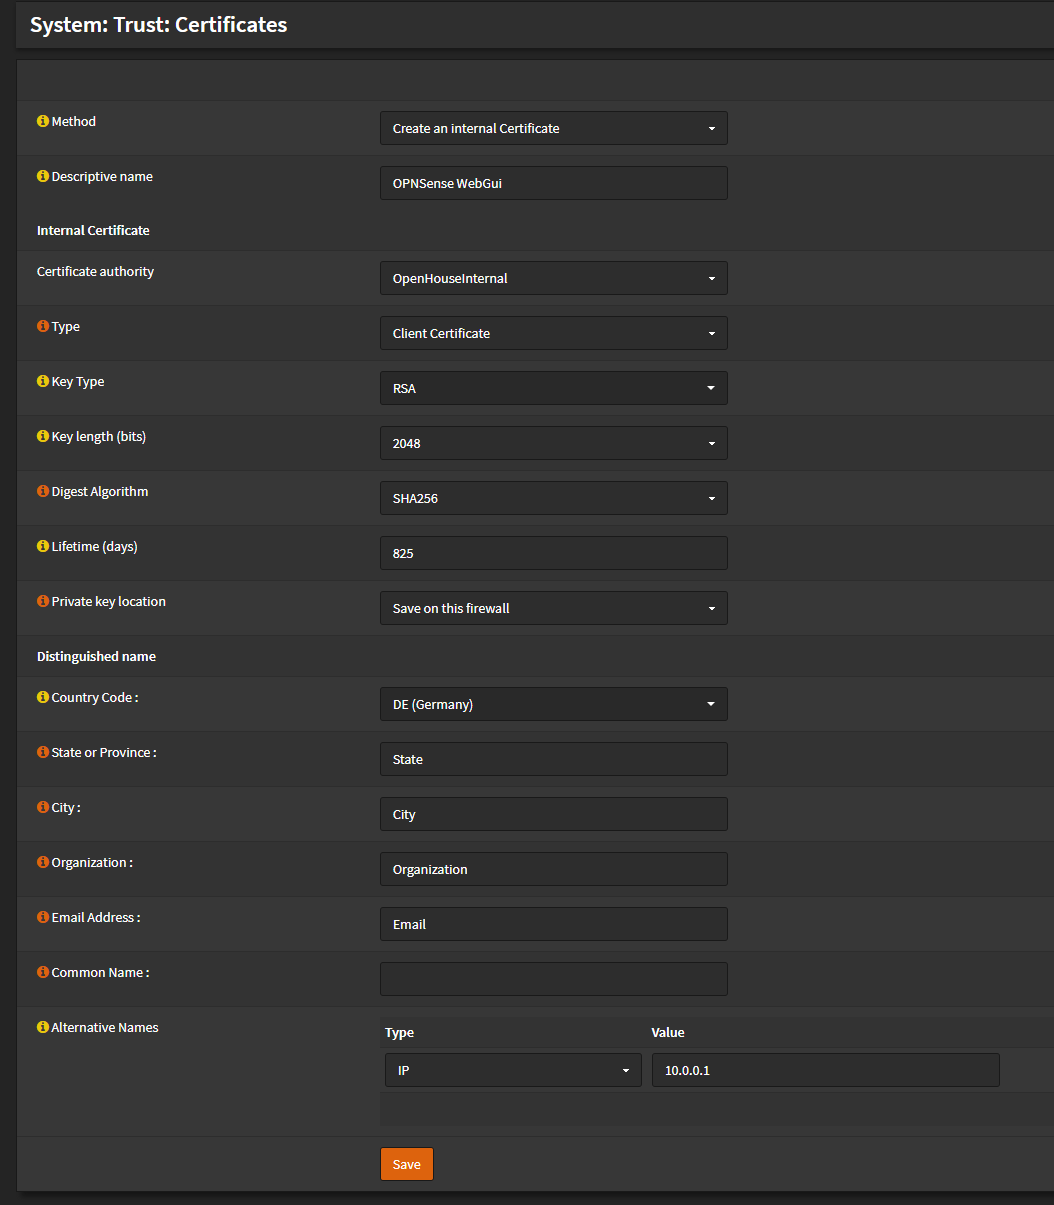 System: Trust: Certificates
Method
Create an internal Certificate
Descriptive name
OPNSense WebGui
Internal Certificate
Certificate authority
OpenHouseInternal
Type
Client Certificate
Key Type
RSA
Key length (bits)
2048
Digest Algorithm
SHA256
Lifetime (days)
825
Private key location
Save on this firewall
Distinguished name
Country Code :
DE (Germany)
State or Province :
State
City :
City
Organization :
Organization
Email Address :
Email
Common Name :
Alternative Names
Type Value
IP 10.0.0.1
Save